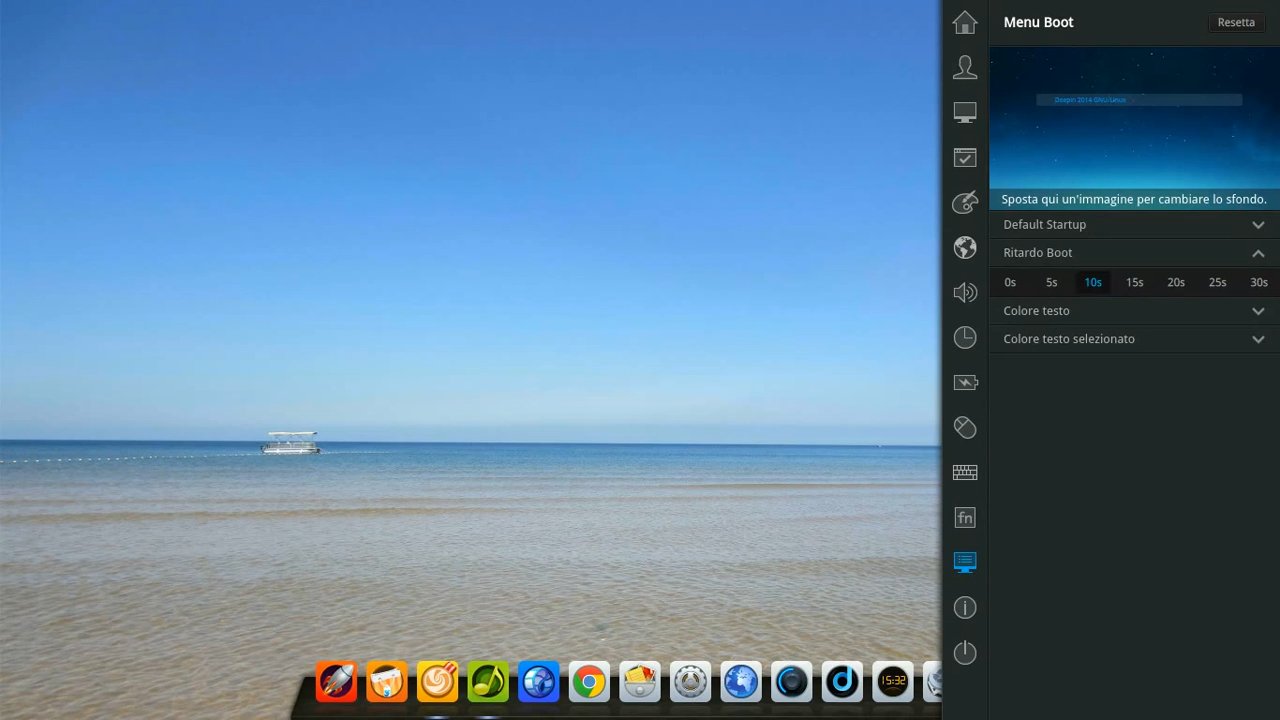 Menu Boot
Resetta
Deepin 2014 GNU/Linux
Sposta qui un'immagine per cambiare lo sfondo.
Default Startup
Ritardo Boot
0s 5s 10s 15s 20s 25s 30s
Colore testo
Colore testo selezionato
fn
15:32